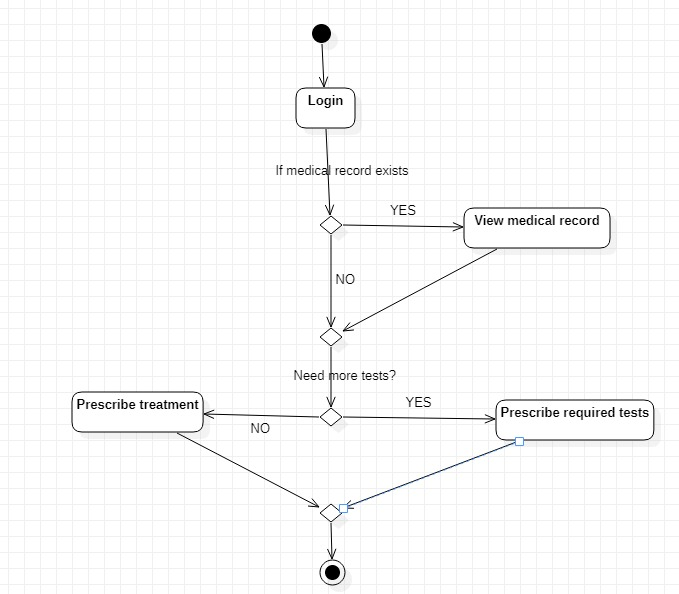 Login
If medical record exists
YES
View medical record
NO
Need more tests?
Prescribe treatment
YES
Prescribe required tests
NO